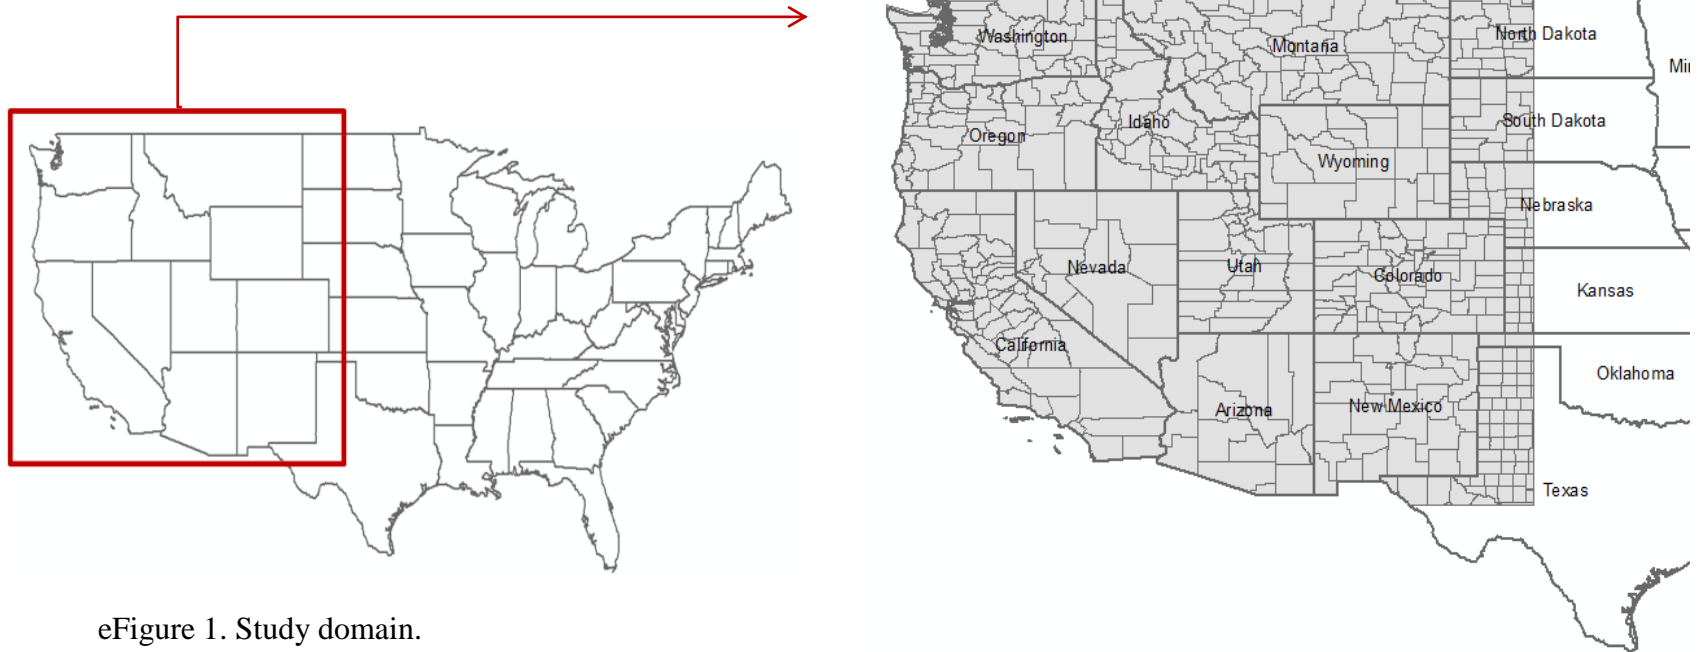 Washington
Montana
North Dakota
Oregon
Idaho
South Dakota
Wyoming
Nebraska
Nevada
Utah
Colorado
Kansas
California
Arizona
New Mexico
Oklahoma
Texas
eFigure 1. Study domain.